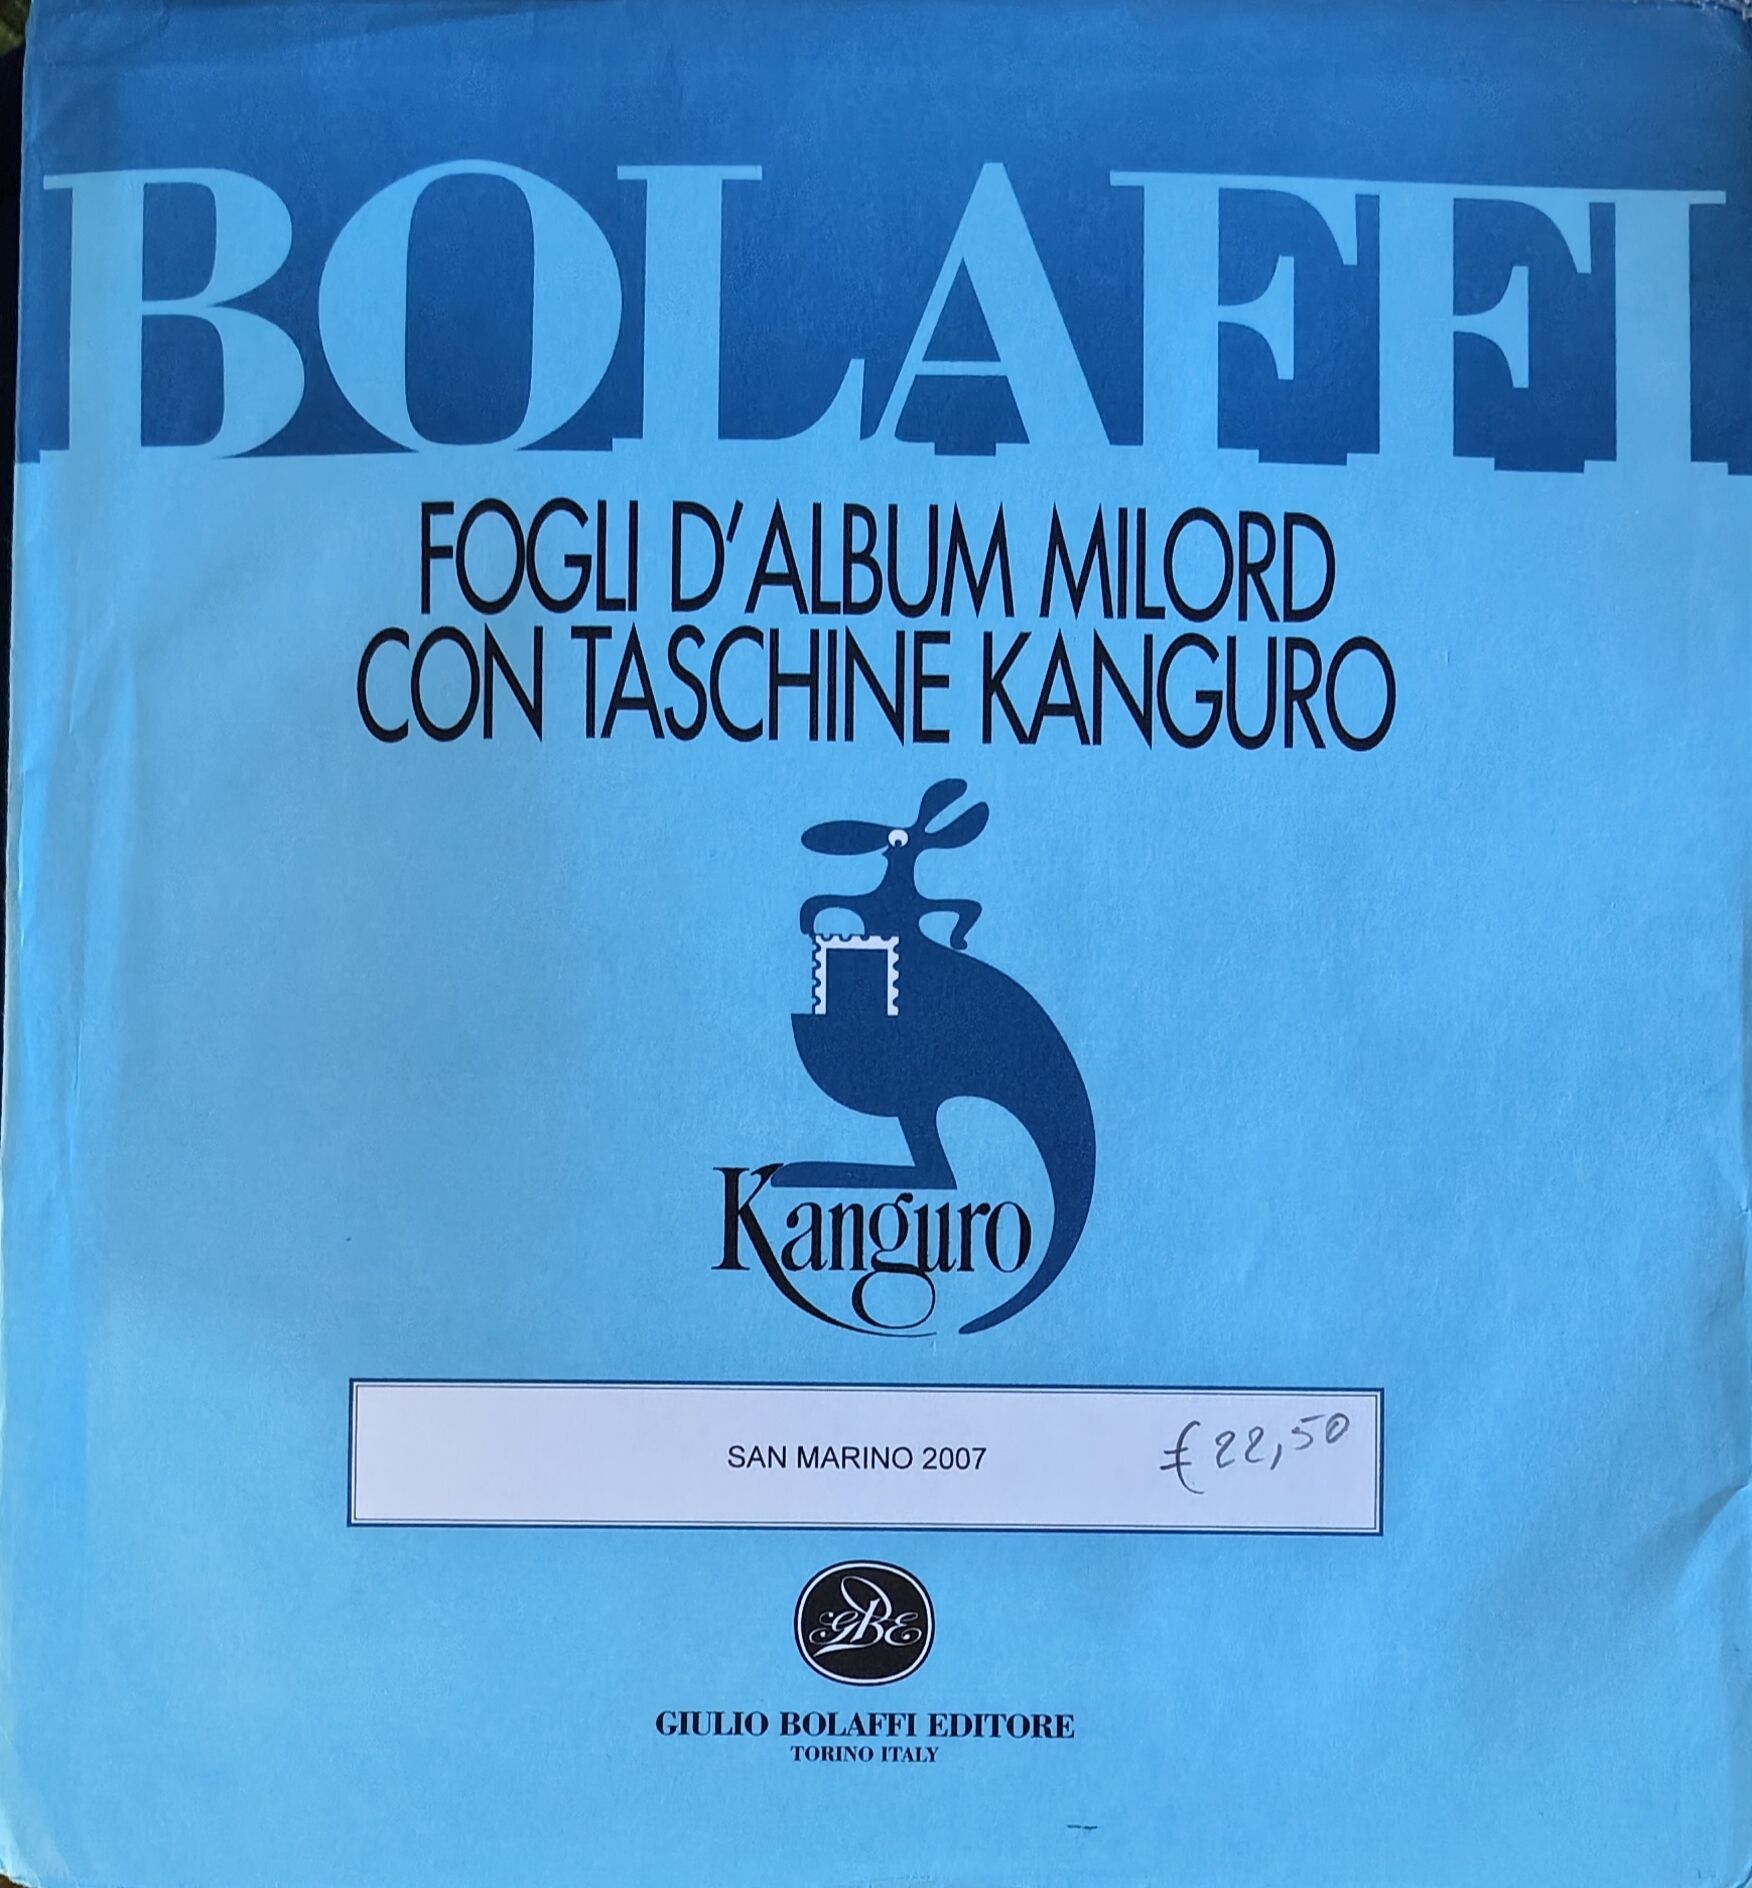 BOLAFFI
FOGLI D'ALBUM MILORD
CON TASCHINE KANGURO
Kanguro
SAN MARINO 2007 £ 22,50
GBE
GIULIO BOLAFFI EDITORE
TORINO ITALY